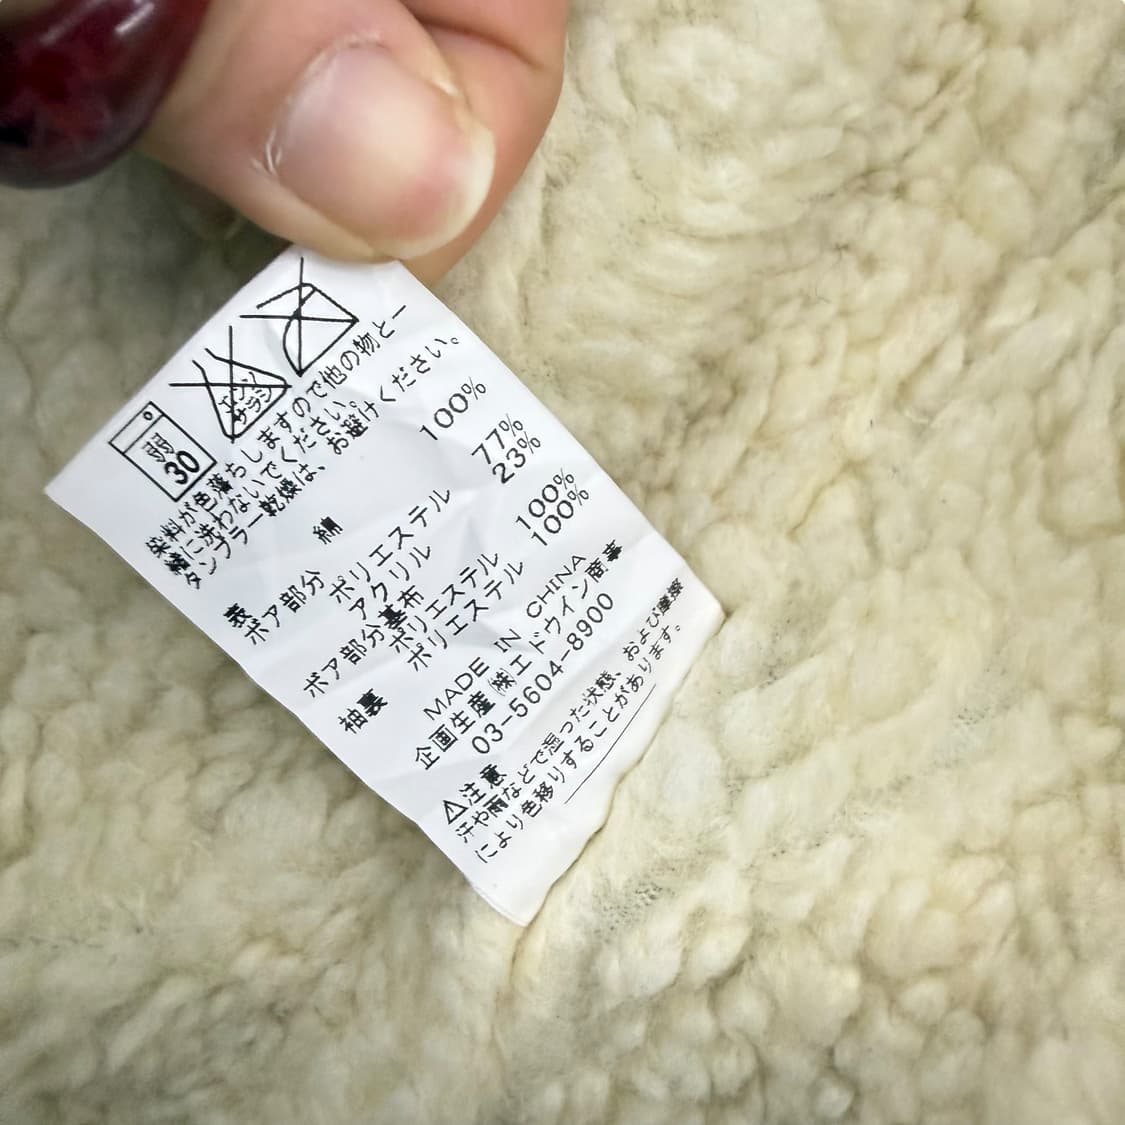 弱
30
エンソ
サラシ
染料が色落ちしますので他の物と一
緒に洗わないでください。
タンブラー乾燥は、お避けください。
表 綿 100%
ボア部分 ポリエステル 77%
アクリル 23%
ボア部分基布
ポリエステル 100%
袖裏 ポリエステル 100%
MADE IN CHINA
企画生産 ㈱エドウイン商事
03-5604-8900
⚠注意
汗や雨などで湿った状態、および摩擦
により色移りすることがあります。